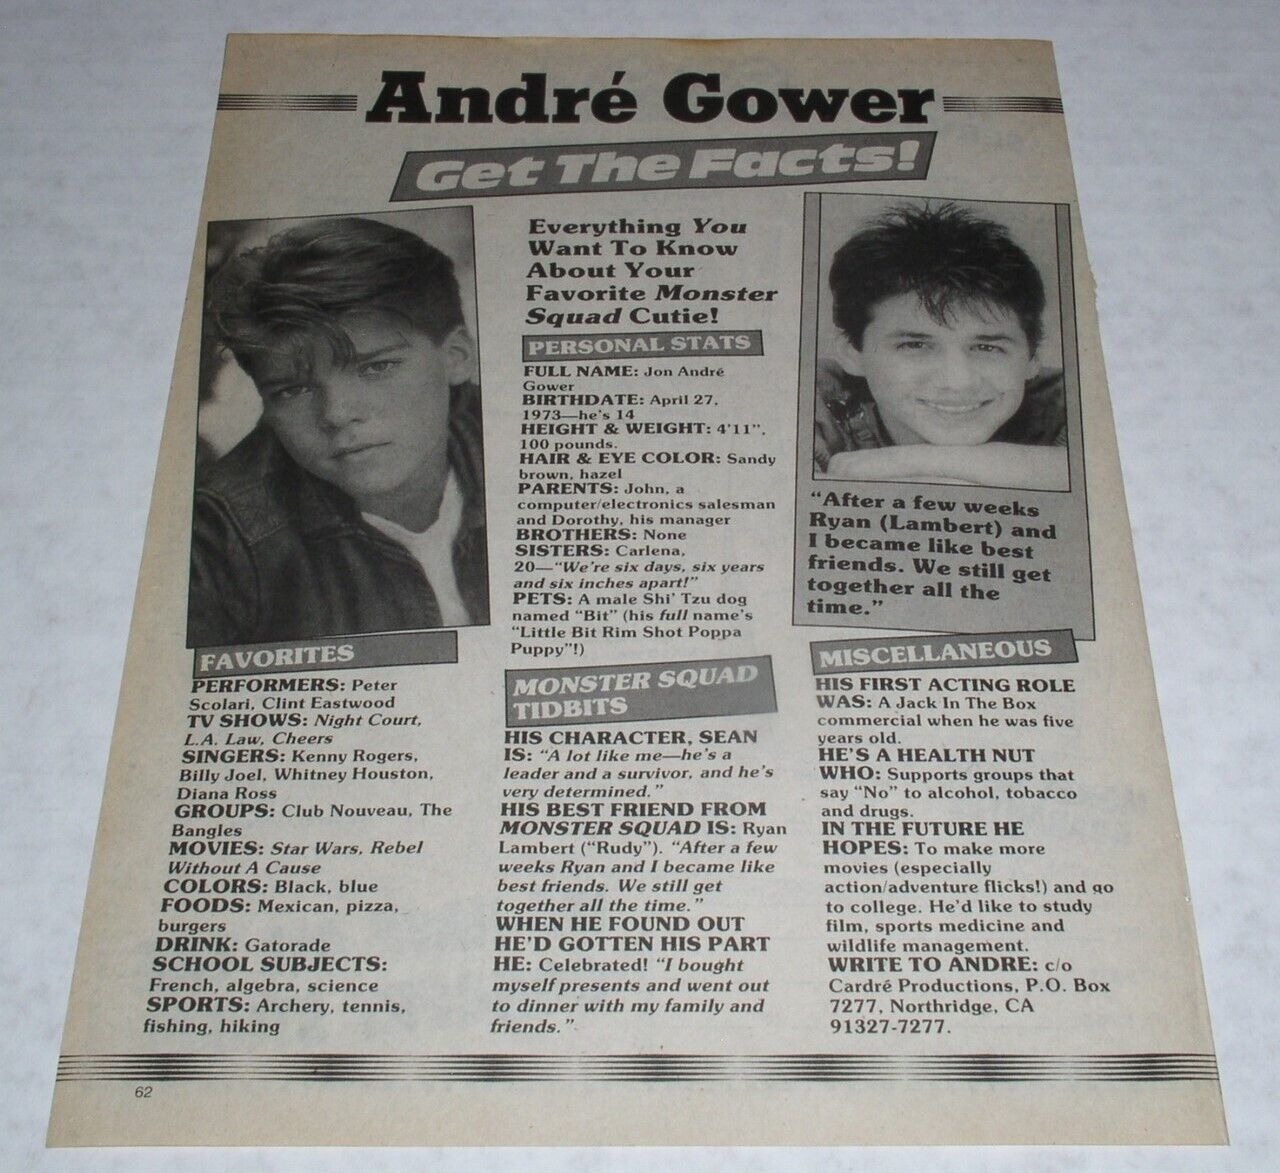 André Gower
Get The Facts!
Everything You
Want To Know
About Your
Favorite Monster
Squad Cutie!
PERSONAL STATS
FULL NAME: Jon André
Gower
BIRTHDATE: April 27,
1973—he's 14
HEIGHT & WEIGHT: 4'11",
100 pounds.
HAIR & EYE COLOR: Sandy
brown, hazel
PARENTS: John, a
computer/electronics salesman
and Dorothy, his manager
BROTHERS: None
SISTERS: Carlena,
20—"We're six days, six years
and six inches apart!"
PETS: A male Shi' Tzu dog
named "Bit" (his full name's
"Little Bit Rim Shot Poppa
Puppy"!)
"After a few weeks
Ryan (Lambert) and
I became like best
friends. We still get
together all the
time."
FAVORITES
PERFORMERS: Peter
Scolari, Clint Eastwood
TV SHOWS: Night Court,
L.A. Law, Cheers
SINGERS: Kenny Rogers,
Billy Joel, Whitney Houston,
Diana Ross
GROUPS: Club Nouveau, The
Bangles
MOVIES: Star Wars, Rebel
Without A Cause
COLORS: Black, blue
FOODS: Mexican, pizza,
burgers
DRINK: Gatorade
SCHOOL SUBJECTS:
French, algebra, science
SPORTS: Archery, tennis,
fishing, hiking
MONSTER SQUAD
TIDBITS
HIS CHARACTER, SEAN
IS: "A lot like me—he's a
leader and a survivor, and he's
very determined."
HIS BEST FRIEND FROM
MONSTER SQUAD IS: Ryan
Lambert ("Rudy"). "After a few
weeks Ryan and I became like
best friends. We still get
together all the time."
WHEN HE FOUND OUT
HE'D GOTTEN HIS PART
HE: Celebrated! "I bought
myself presents and went out
to dinner with my family and
friends."
MISCELLANEOUS
HIS FIRST ACTING ROLE
WAS: A Jack In The Box
commercial when he was five
years old.
HE'S A HEALTH NUT
WHO: Supports groups that
say "No" to alcohol, tobacco
and drugs.
IN THE FUTURE HE
HOPES: To make more
movies (especially
action/adventure flicks!) and go
to college. He'd like to study
film, sports medicine and
wildlife management.
WRITE TO ANDRE: c/o
Cardré Productions, P.O. Box
7277, Northridge, CA
91327-7277.
62